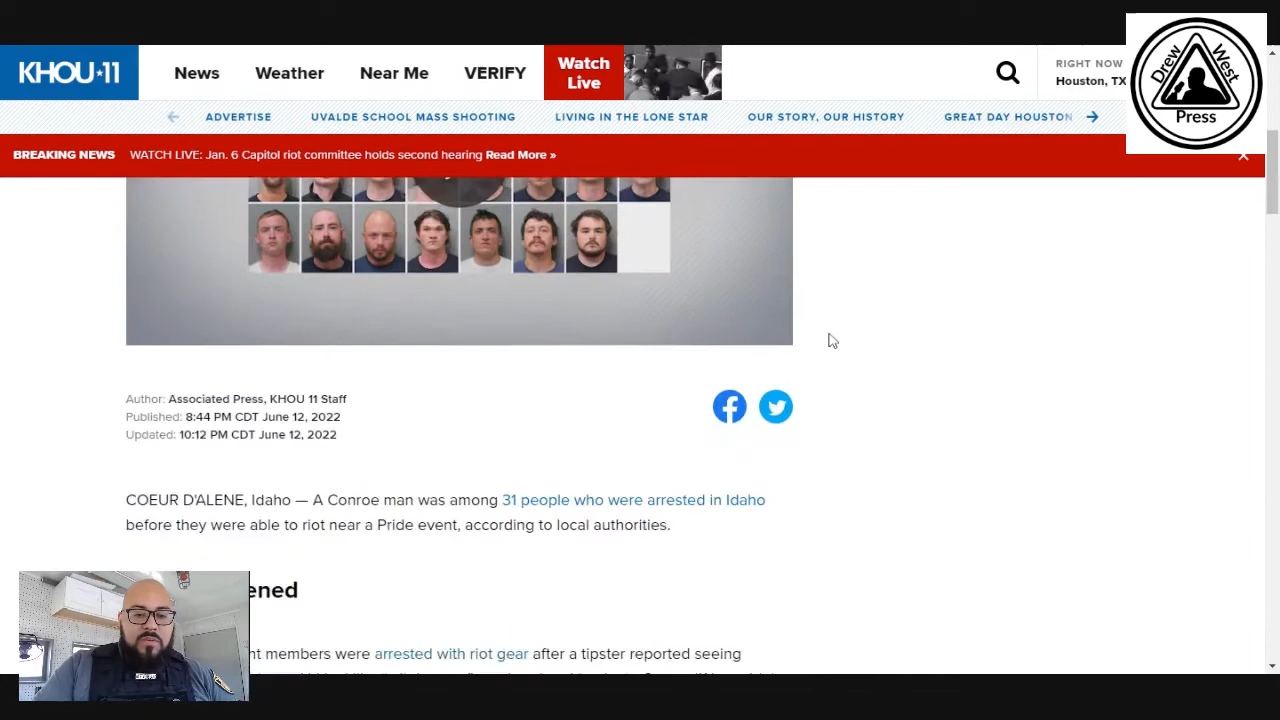 KHOU★11
News
Weather
Near Me
VERIFY
Watch
Live
RIGHT NOW
Houston, TX
Drew West
Press
ADVERTISE
UVALDE SCHOOL MASS SHOOTING
LIVING IN THE LONE STAR
OUR STORY, OUR HISTORY
GREAT DAY HOUSTON
BREAKING NEWS WATCH LIVE: Jan. 6 Capitol riot committee holds second hearing Read More »
Author: Associated Press, KHOU 11 Staff
Published: 8:44 PM CDT June 12, 2022
Updated: 10:12 PM CDT June 12, 2022
COEUR D'ALENE, Idaho — A Conroe man was among 31 people who were arrested in Idaho
before they were able to riot near a Pride event, according to local authorities.
ened
nt members were arrested with riot gear after a tipster reported seeing